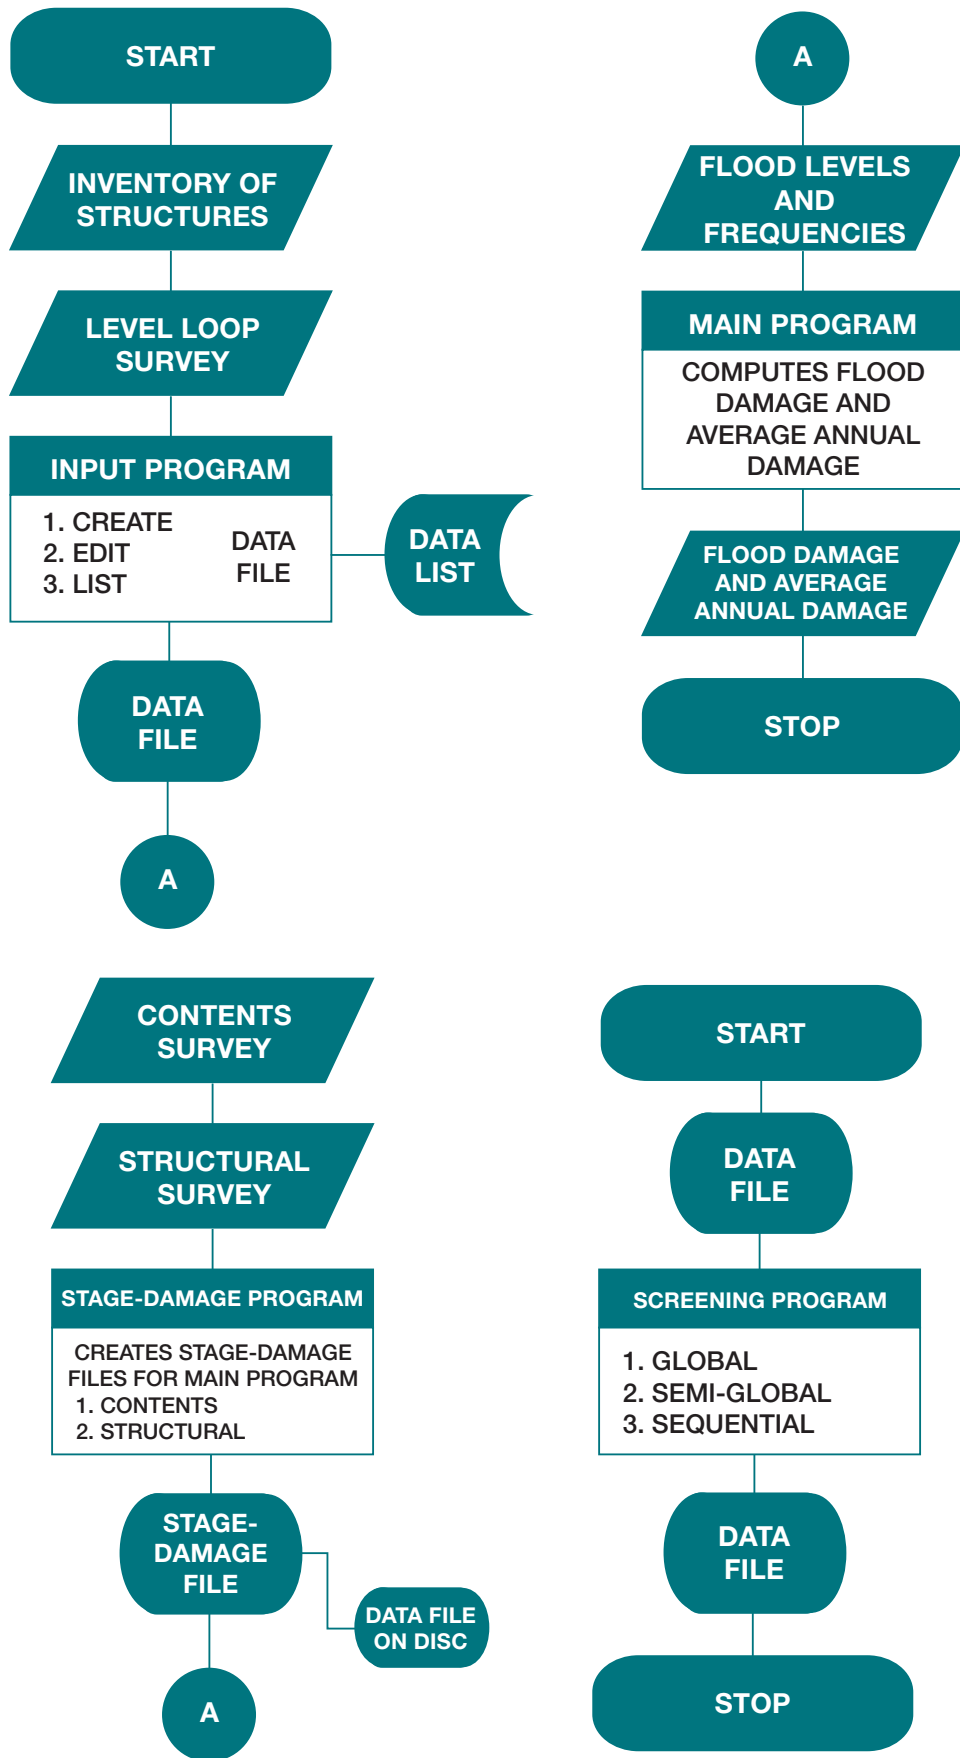 START
INVENTORY OF
STRUCTURES
LEVEL LOOP
SURVEY
INPUT PROGRAM
1. CREATE
2. EDIT
3. LIST
DATA
FILE
DATA
LIST
DATA
FILE
A
A
FLOOD LEVELS
AND
FREQUENCIES
MAIN PROGRAM
COMPUTES FLOOD
DAMAGE AND
AVERAGE ANNUAL
DAMAGE
FLOOD DAMAGE
AND AVERAGE
ANNUAL DAMAGE
STOP
CONTENTS
SURVEY
STRUCTURAL
SURVEY
STAGE-DAMAGE PROGRAM
CREATES STAGE-DAMAGE
FILES FOR MAIN PROGRAM
1. CONTENTS
2. STRUCTURAL
STAGE-
DAMAGE
FILE
DATA FILE
ON DISC
A
START
DATA
FILE
SCREENING PROGRAM
1. GLOBAL
2. SEMI-GLOBAL
3. SEQUENTIAL
DATA
FILE
STOP